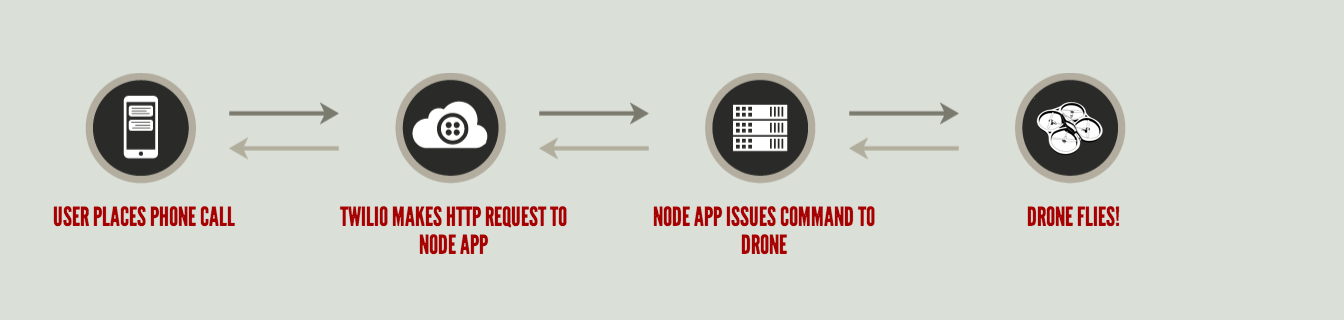 USER PLACES PHONE CALL
TWILIO MAKES HTTP REQUEST TO
NODE APP
NODE APP ISSUES COMMAND TO
DRONE
DRONE FLIES!